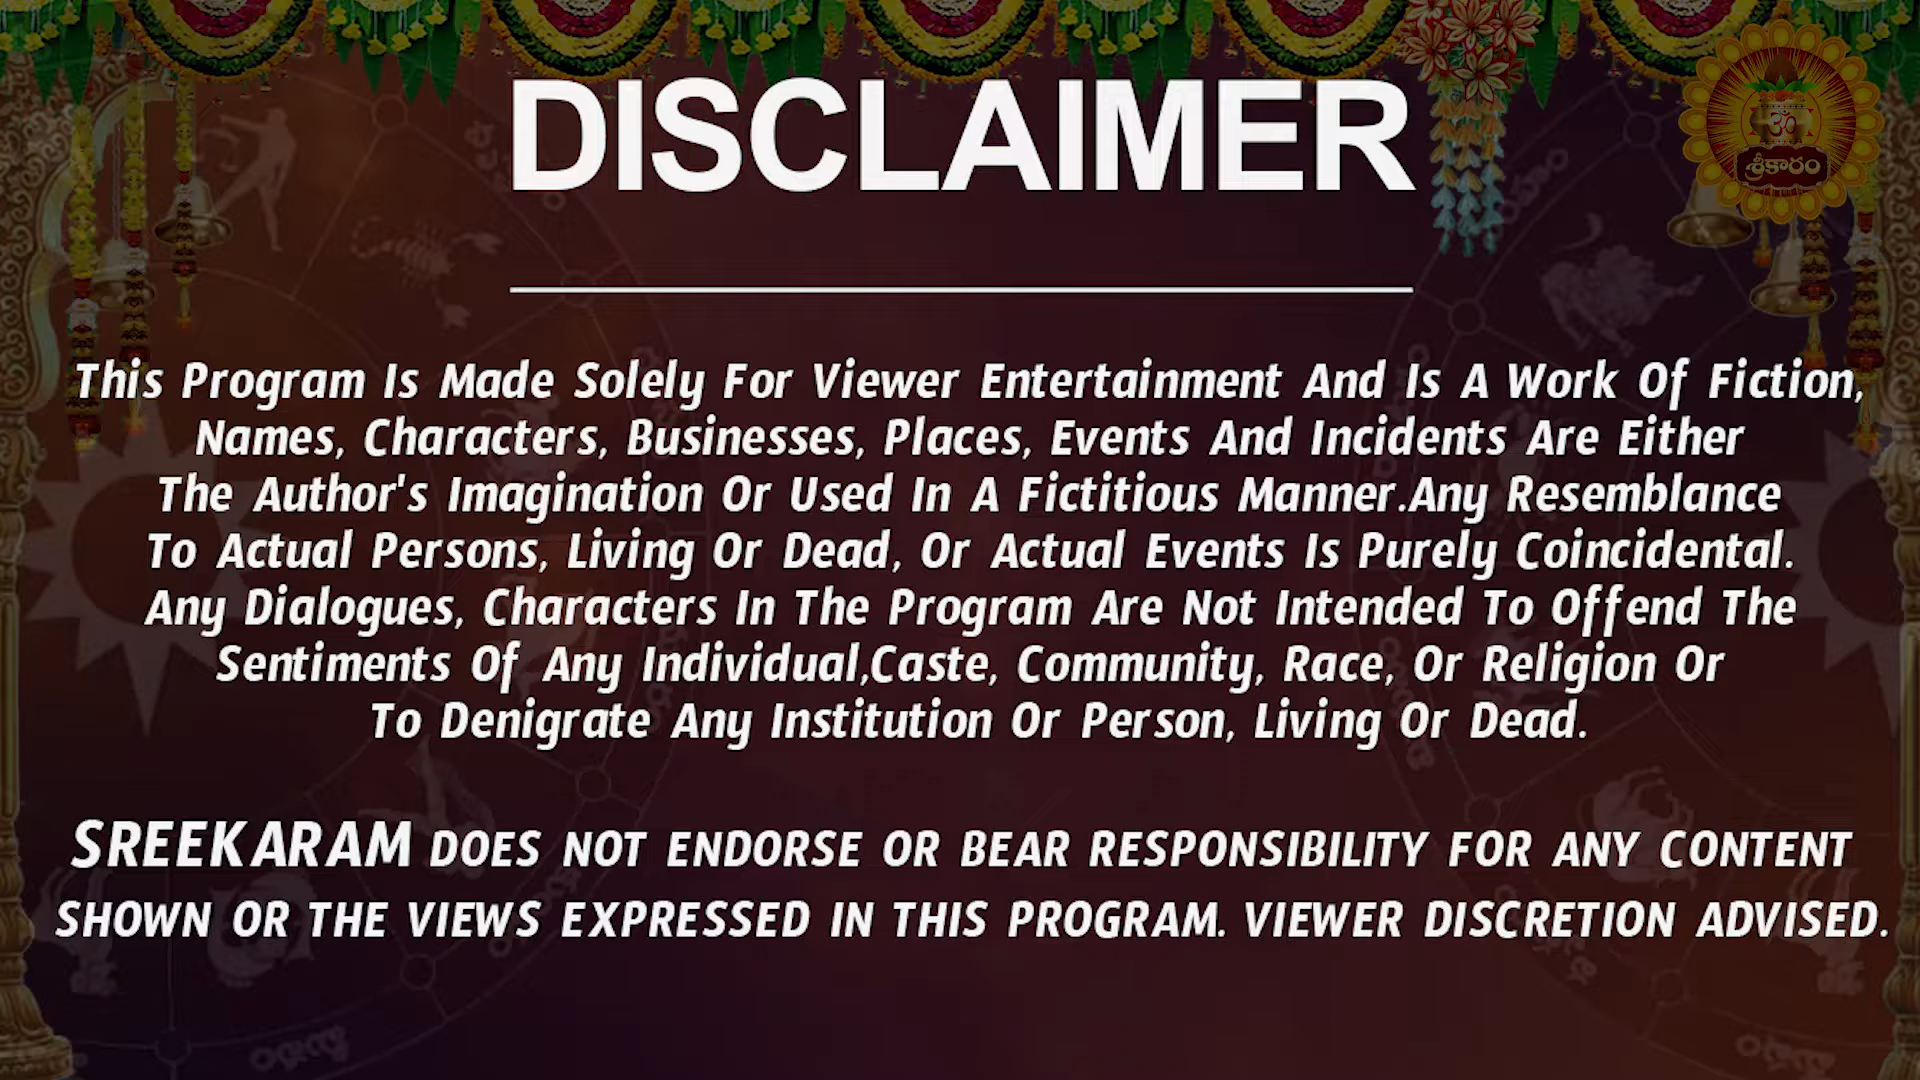 DISCLAIMER
ॐ
శ్రీకారం
This Program Is Made Solely For Viewer Entertainment And Is A Work Of Fiction,
Names, Characters, Businesses, Places, Events And Incidents Are Either
The Author's Imagination Or Used In A Fictitious Manner.Any Resemblance
To Actual Persons, Living Or Dead, Or Actual Events Is Purely Coincidental.
Any Dialogues, Characters In The Program Are Not Intended To Offend The
Sentiments Of Any Individual,Caste, Community, Race, Or Religion Or
To Denigrate Any Institution Or Person, Living Or Dead.
SREEKARAM DOES NOT ENDORSE OR BEAR RESPONSIBILITY FOR ANY CONTENT
SHOWN OR THE VIEWS EXPRESSED IN THIS PROGRAM. VIEWER DISCRETION ADVISED.